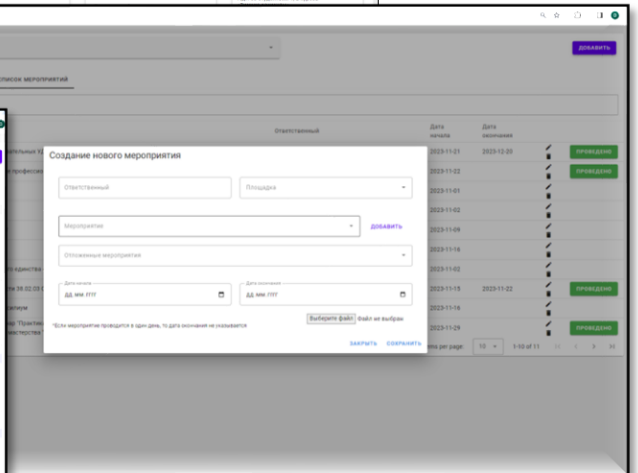 ДОБАВИТЬ
СПИСОК МЕРОПРИЯТИЙ
Ответственный
Дата начала
Дата окончания
2023-11-21 2023-12-20 ПРОВЕДЕНО
2023-11-22 ПРОВЕДЕНО
2023-11-01
2023-11-02
2023-11-09
2023-11-16
2023-11-02
2023-11-15 2023-11-22 ПРОВЕДЕНО
2023-11-16
2023-11-29 ПРОВЕДЕНО
per page: 10 1-10 of 11
Создание нового мероприятия
Ответственный
Площадка
Мероприятие
ДОБАВИТЬ
Отложенные мероприятия
Дата начала
ДД.ММ.ГГГГ
Дата окончания
ДД.ММ.ГГГГ
Выберите файл Файл не выбран
*Если мероприятие проводится в один день, то дата окончания не указывается
ЗАКРЫТЬ СОХРАНИТЬ